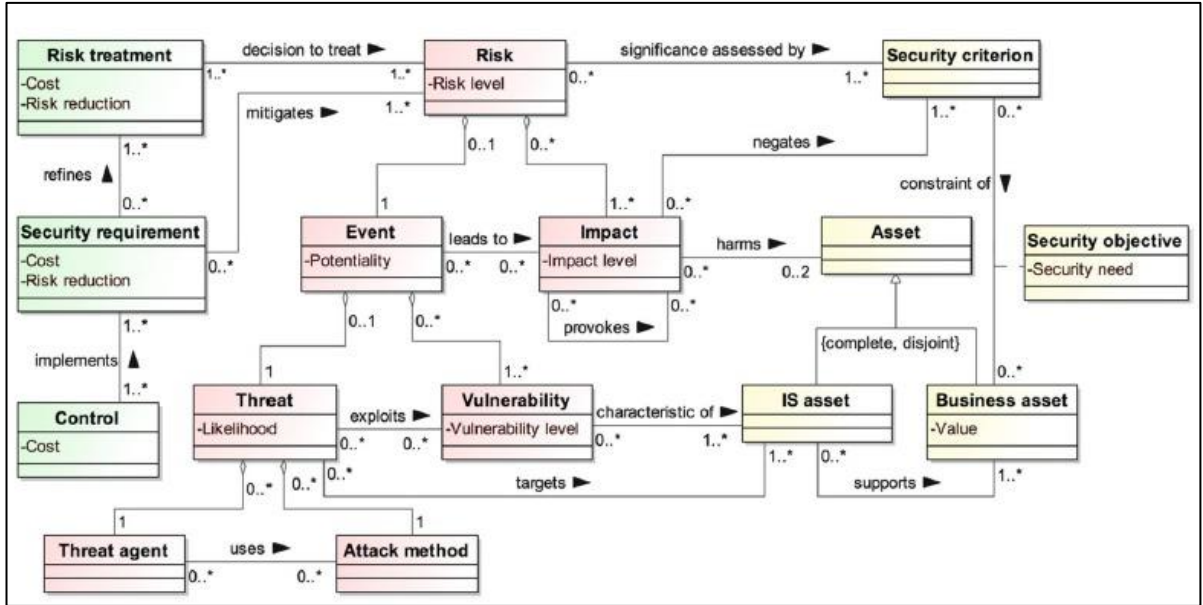 Risk treatment
-Cost
-Risk reduction
decision to treat ►
1..*
1..*
Risk
-Risk level
significance assessed by ►
0..*
1..*
Security criterion
mitigates ►
1..*
1..*
refines ▲
0..*
0..1
0..*
negates ►
1..*
0..*
constraint of ▼
Security requirement
-Cost
-Risk reduction
0..*
1
Event
-Potentiality
leads to ►
0..*
0..*
1..*
0..*
Impact
-Impact level
harms ►
0..*
0..2
Asset
Security objective
-Security need
0..*
0..*
provokes ►
1..*
implements ▲
1..*
0..1
0..*
{complete, disjoint}
1
1..*
0..*
Control
-Cost
Threat
-Likelihood
exploits ►
0..*
0..*
Vulnerability
-Vulnerability level
characteristic of ►
0..*
1..*
IS asset
Business asset
-Value
0..*
0..*
0..*
targets ►
1..*
0..*
supports ►
1..*
1
1
Threat agent
uses ►
0..*
0..*
Attack method